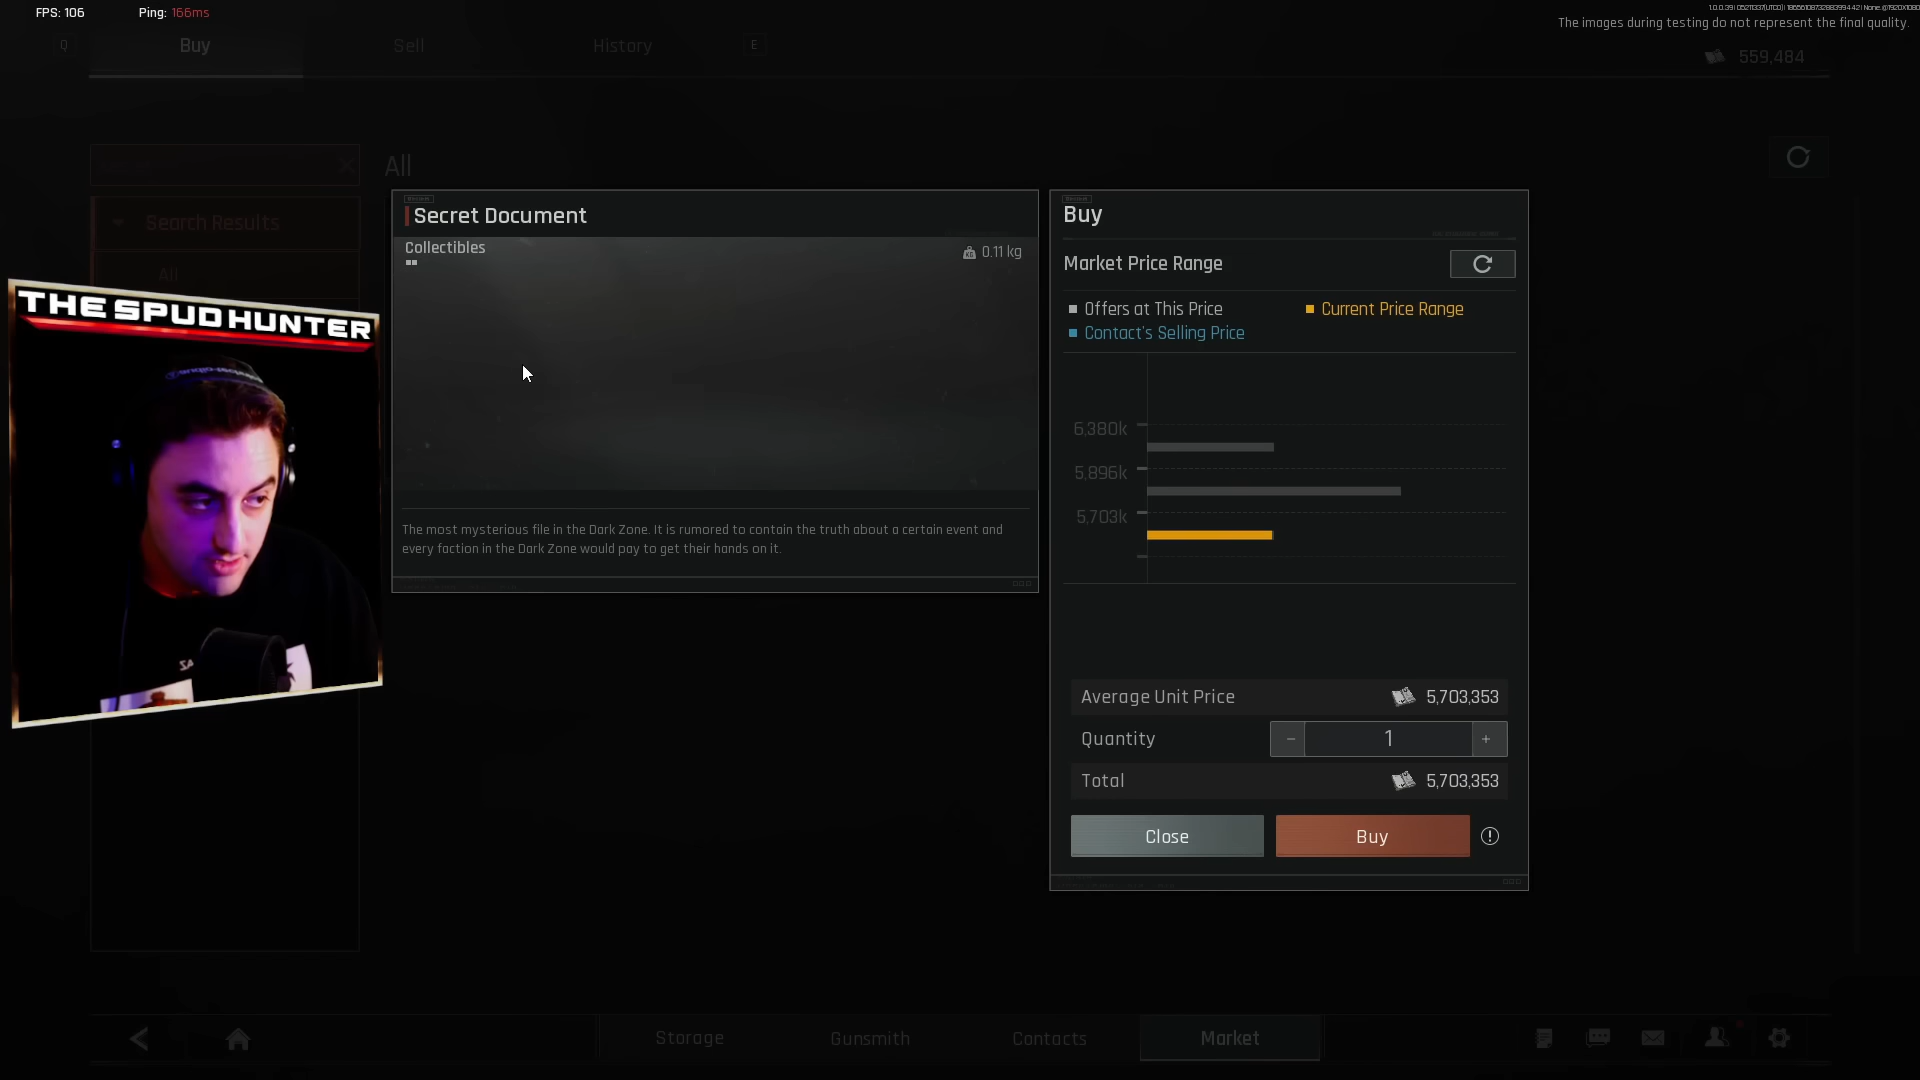 FPS: 106
Ping: 166ms
The images during testing do not represent the final quality.
Q
Buy
Sell
History
E
559,484
All
Search Results
All
THE SPUD HUNTER
Secret Document
Collectibles
0.11 kg
The most mysterious file in the Dark Zone. It is rumored to contain the truth about a certain event and
every faction in the Dark Zone would pay to get their hands on it.
Buy
Market Price Range
Offers at This Price
Current Price Range
Contact's Selling Price
6,380k
5,896k
5,703k
Average Unit Price
5,703,353
Quantity
- 1 +
Total
5,703,353
Close
Buy
Storage
Gunsmith
Contacts
Market